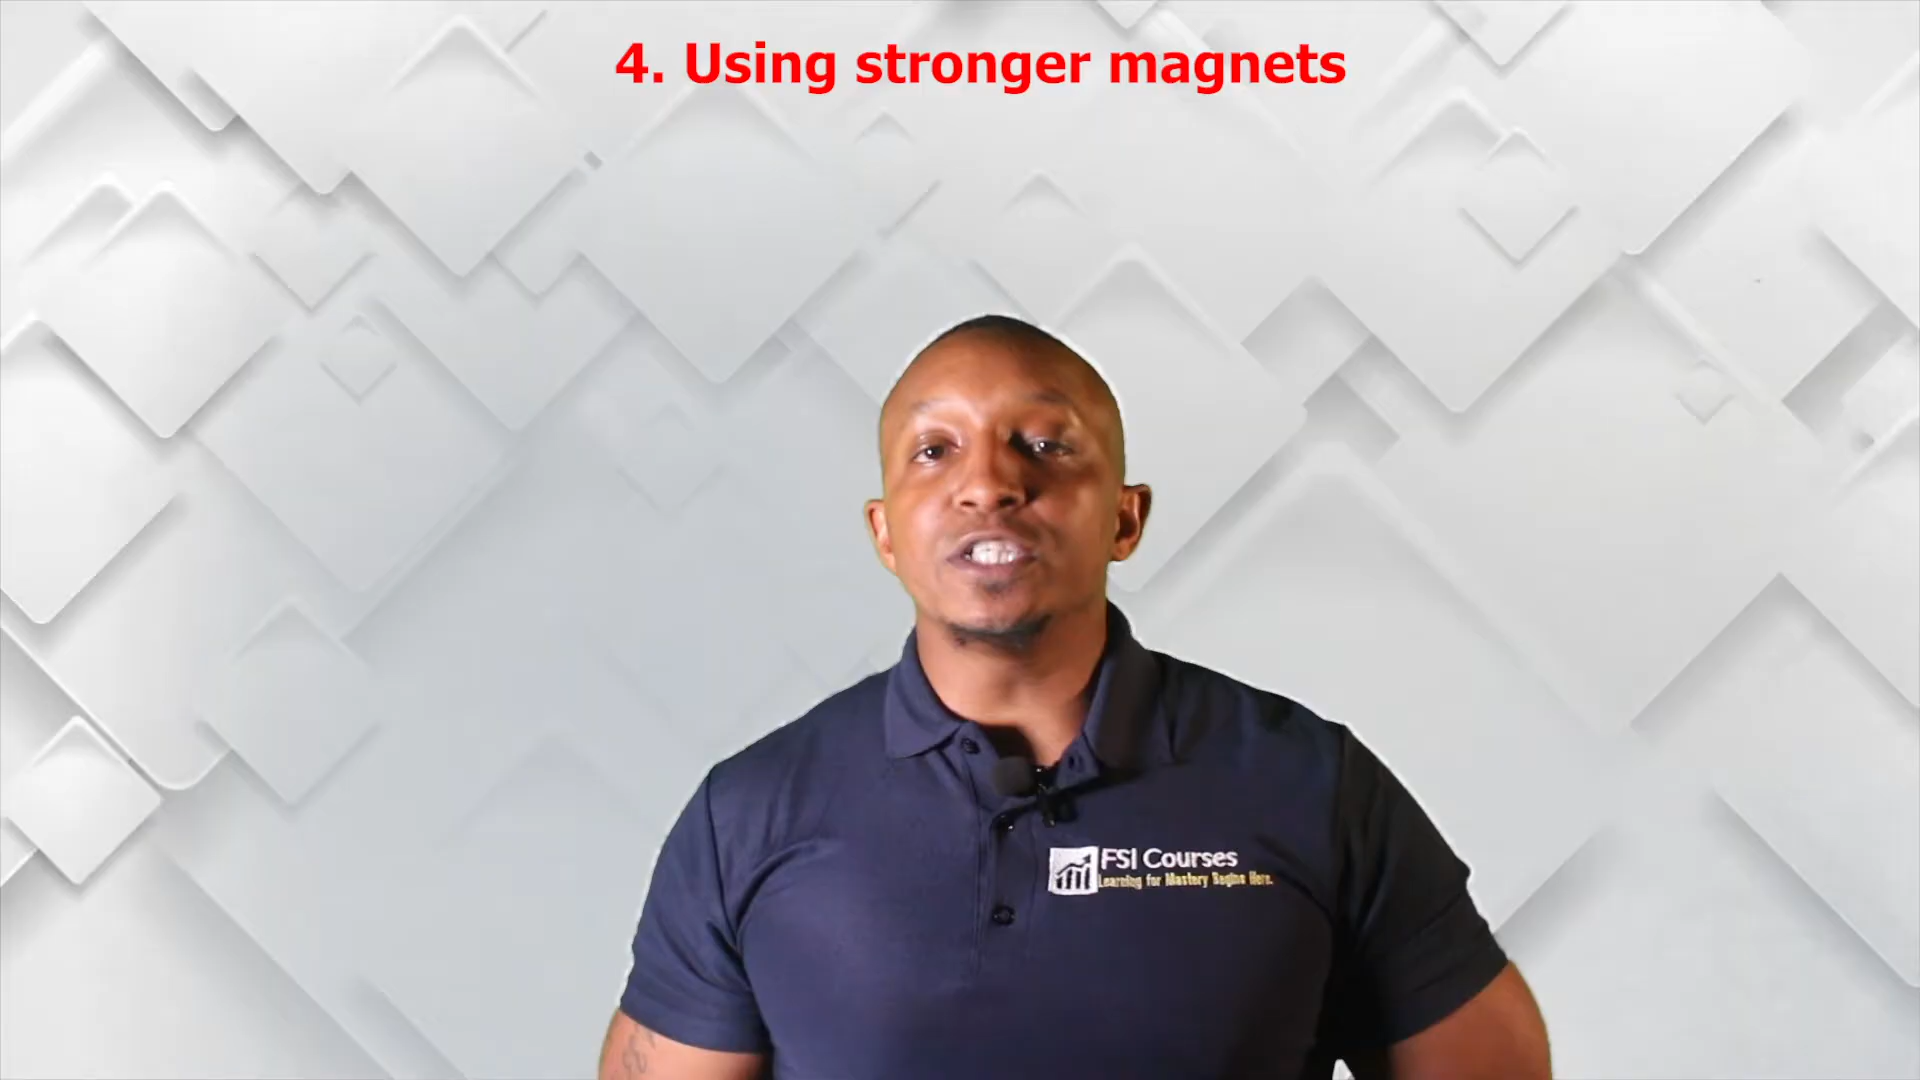 4. Using stronger magnets
FSI Courses
Learning for Mastery Begins Here.